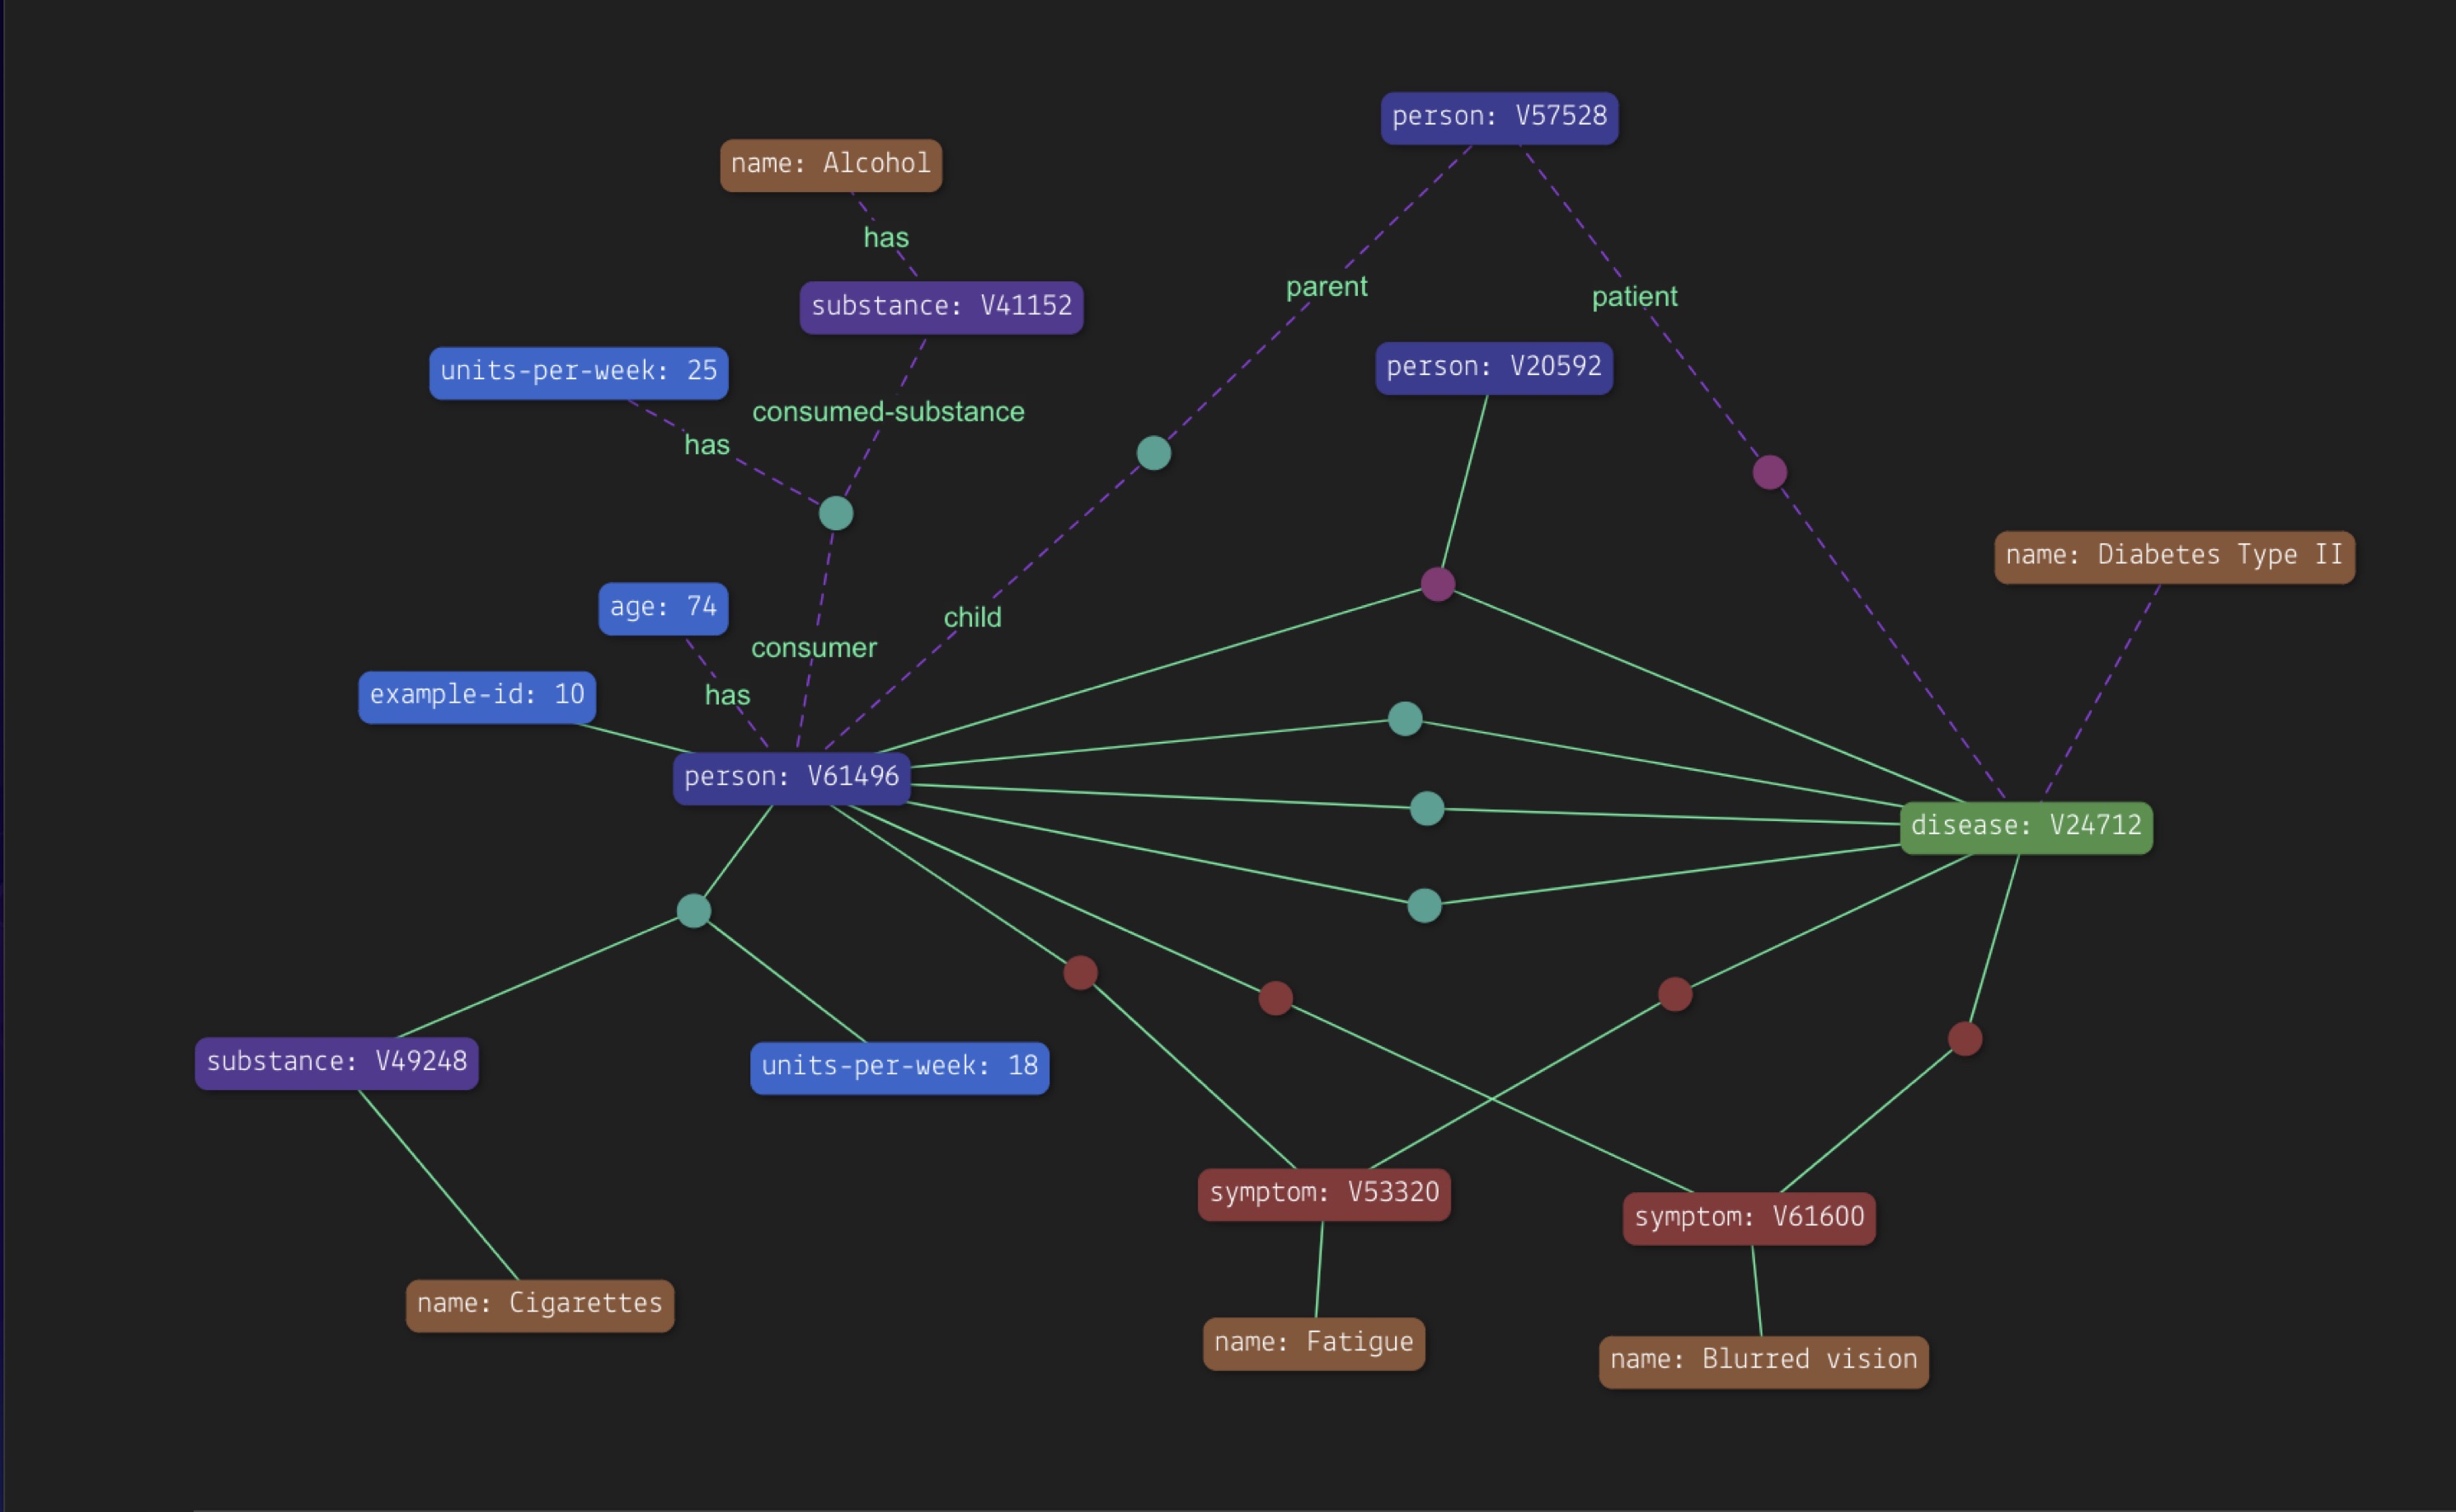 person: V57528
name: Alcohol
has
parent
patient
substance: V41152
person: V20592
units-per-week: 25
consumed-substance
has
name: Diabetes Type II
age: 74
child
consumer
example-id: 10
has
person: V61496
disease: V24712
substance: V49248
units-per-week: 18
symptom: V53320
symptom: V61600
name: Cigarettes
name: Fatigue
name: Blurred vision